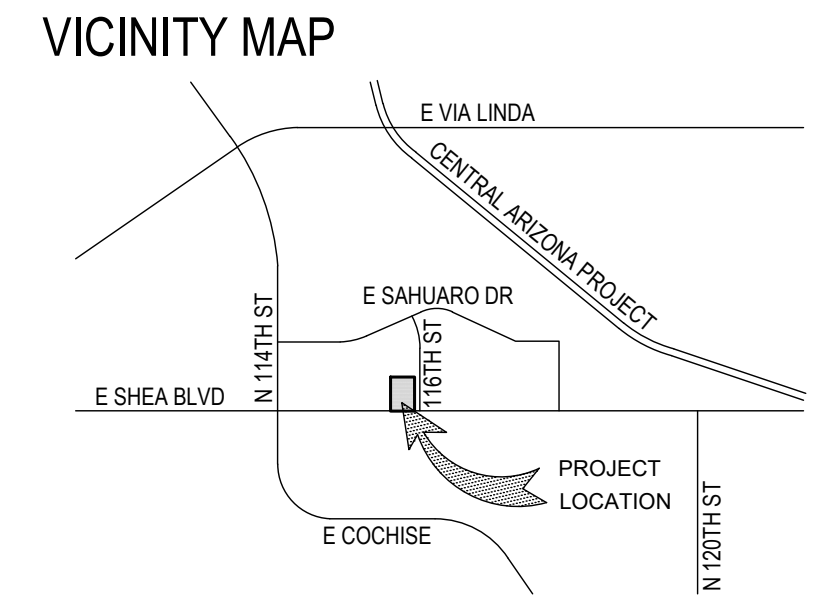 VICINITY MAP
E VIA LINDA
CENTRAL ARIZONA PROJECT
E SAHUARO DR
N 114TH ST
116TH ST
E SHEA BLVD
PROJECT
LOCATION
E COCHISE
N 120TH ST